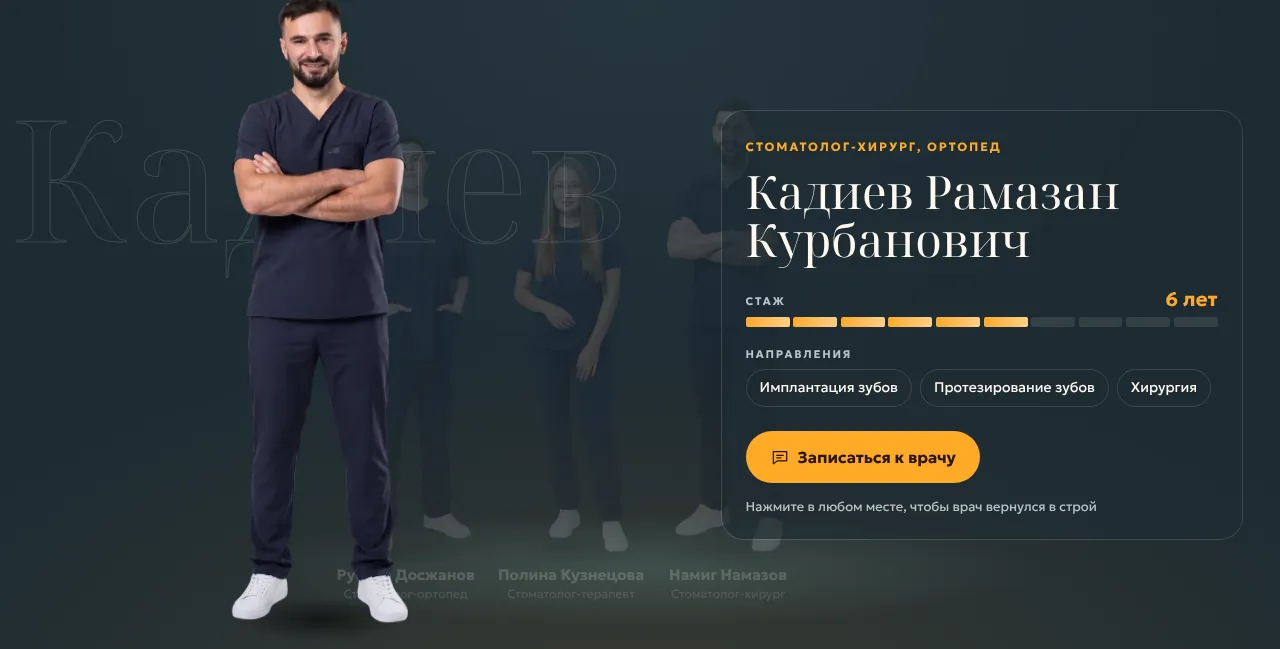 Кадиев
СТОМАТОЛОГ-ХИРУРГ, ОРТОПЕД
Кадиев Рамазан
Курбанович
СТАЖ
6 лет
НАПРАВЛЕНИЯ
Имплантация зубов
Протезирование зубов
Хирургия
Записаться к врачу
Нажмите в любом месте, чтобы врач вернулся в строй
Досжанов
Полина Кузнецова
Намиг Намазов
Стоматолог-терапевт
Стоматолог-хирург